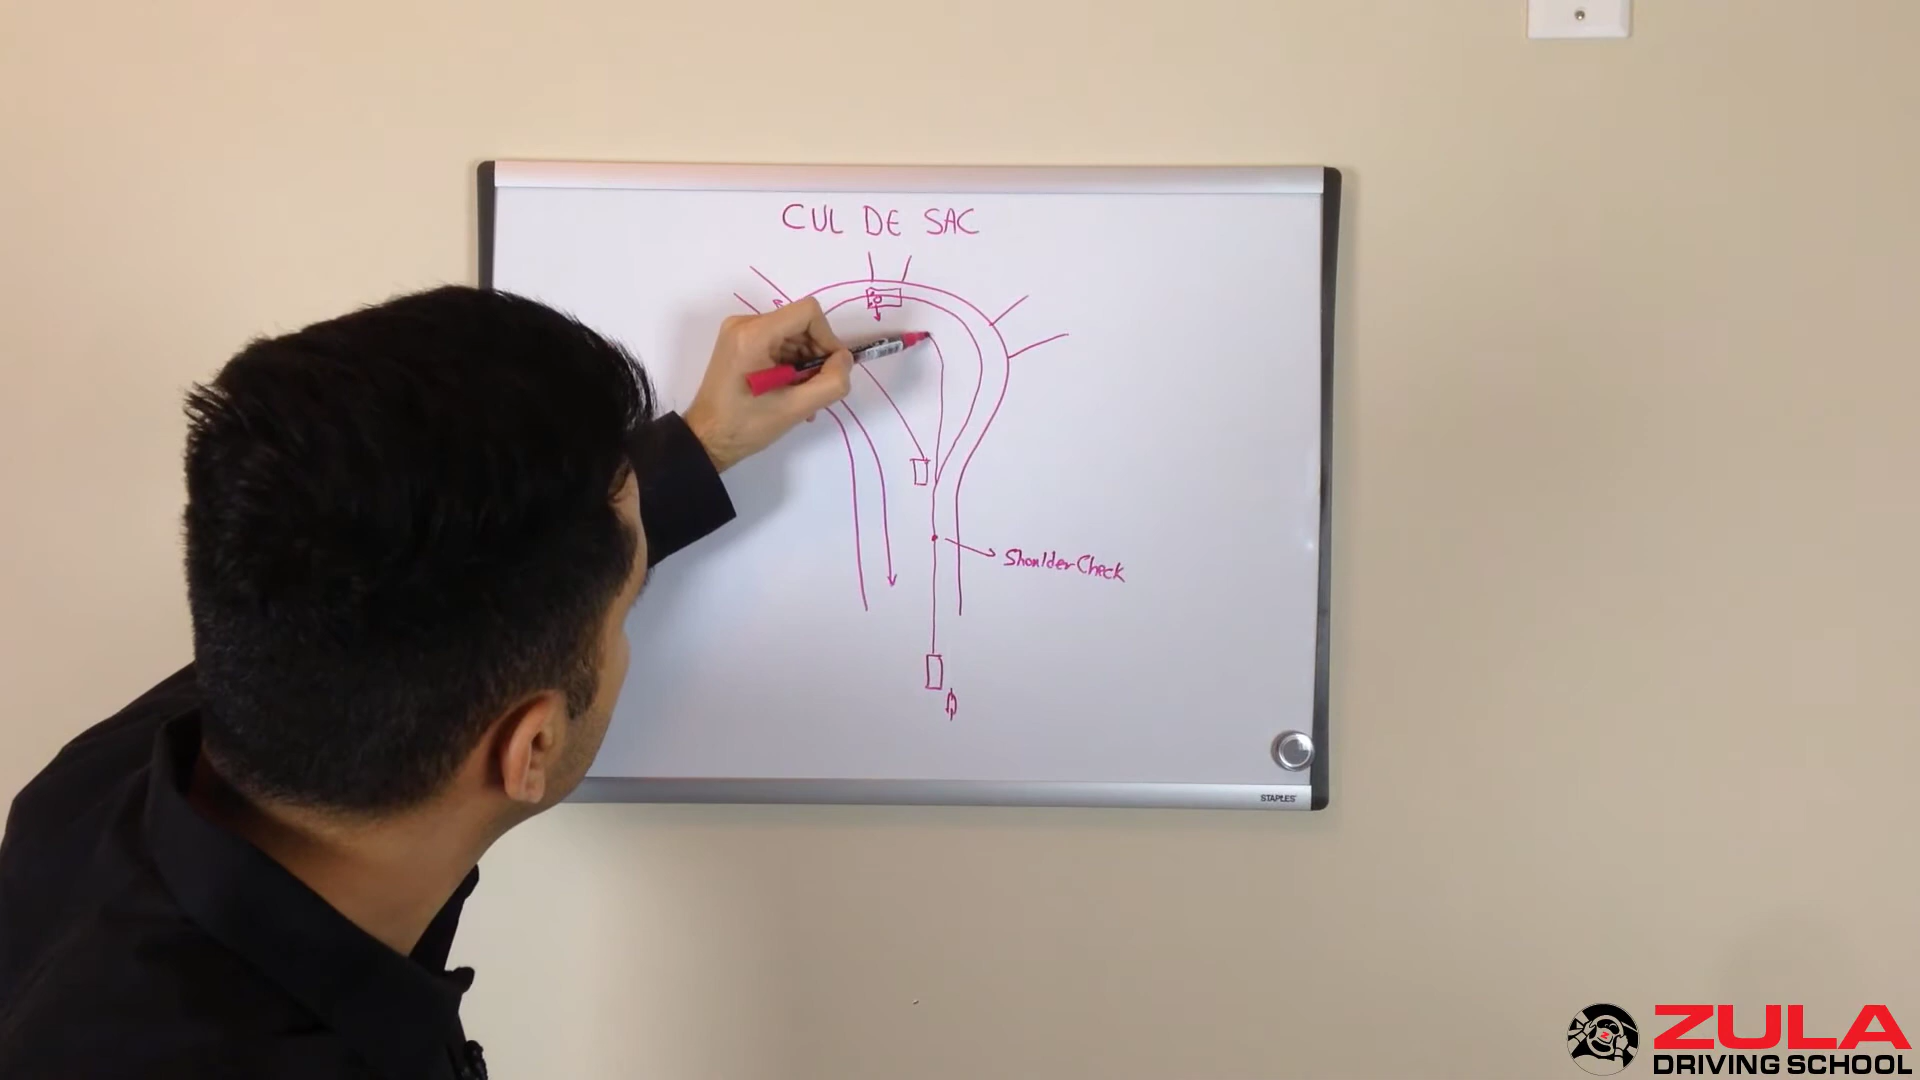 CUL DE SAC
Shoulder Check
STAPLES
ZULA
DRIVING SCHOOL